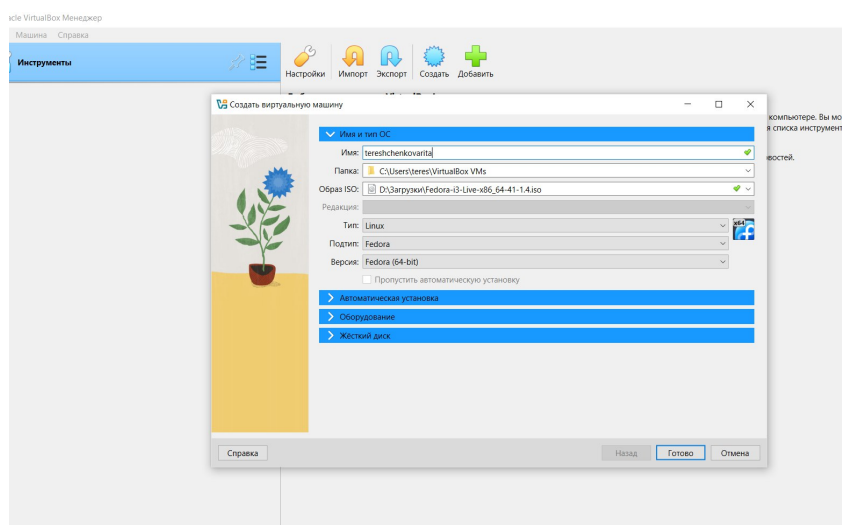 acle VirtualBox Менеджер
Машина Справка
Инструменты
Настройки Импорт Экспорт Создать Добавить
Создать виртуальную машину
компьютере. Вы мо
я списка инструмент
востей.
Имя и тип ОС
Имя: tereshchenkovarita
Папка: C:\Users\teres\VirtualBox VMs
Образ ISO: D:\Загрузки\Fedora-i3-Live-x86_64-41-1.4.iso
Редакция:
Тип: Linux
x64
Подтип: Fedora
Версия: Fedora (64-bit)
Пропустить автоматическую установку
Автоматическая установка
Оборудование
Жёсткий диск
Справка Назад Готово Отмена